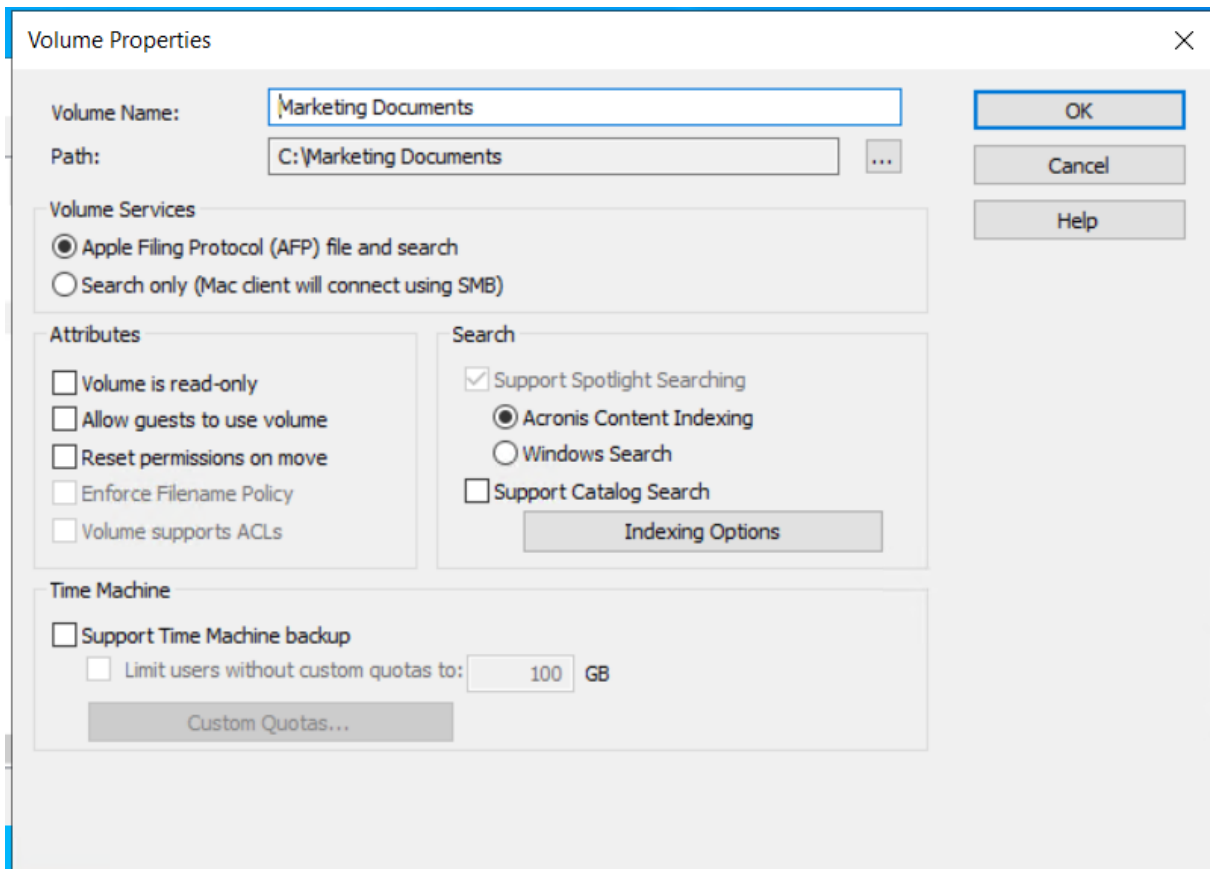 Volume Properties
Volume Name: Marketing Documents
OK
Path: C:\Marketing Documents ...
Cancel
Help
Volume Services
Apple Filing Protocol (AFP) file and search
Search only (Mac client will connect using SMB)
Attributes
Volume is read-only
Allow guests to use volume
Reset permissions on move
Enforce Filename Policy
Volume supports ACLs
Search
Support Spotlight Searching
Acronis Content Indexing
Windows Search
Support Catalog Search
Indexing Options
Time Machine
Support Time Machine backup
Limit users without custom quotas to: 100 GB
Custom Quotas...